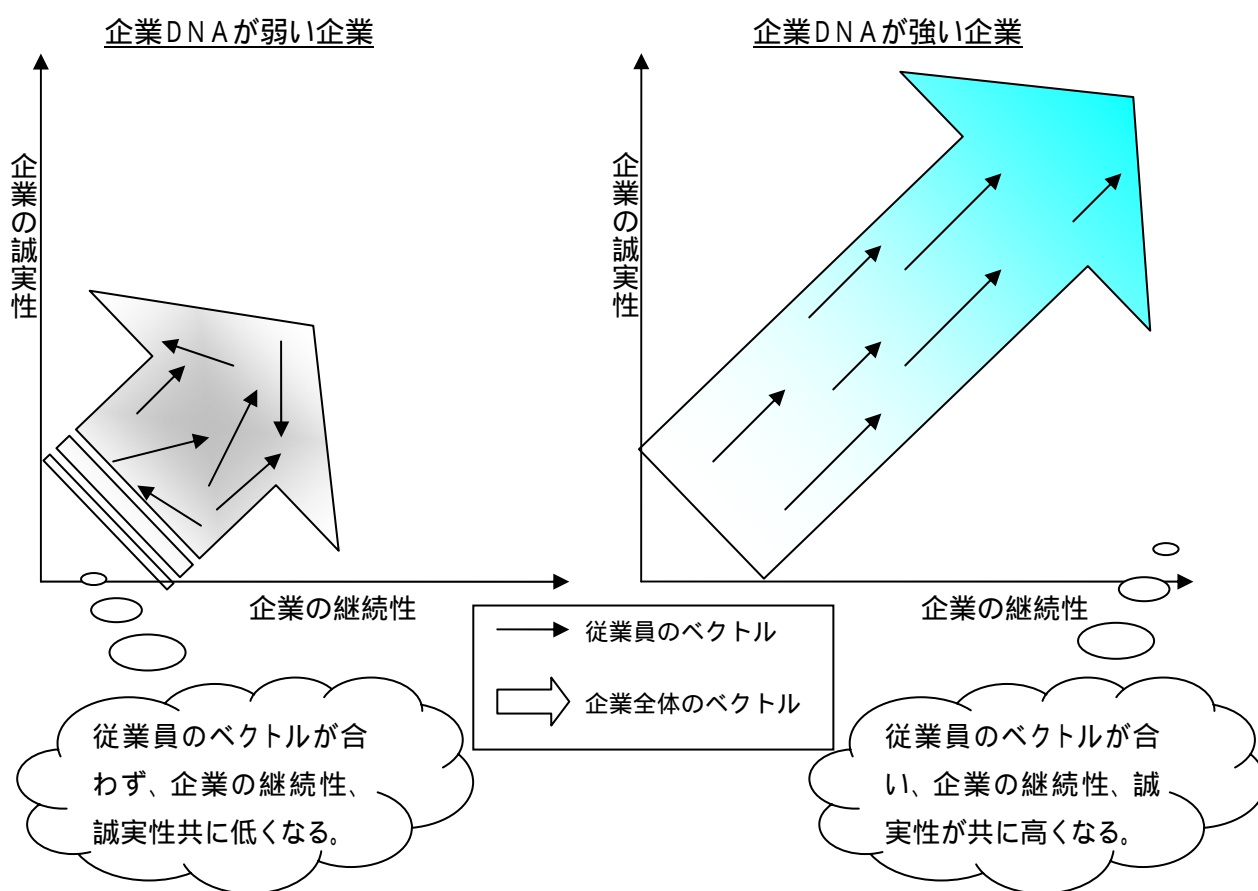 企業DNAが弱い企業
企業の誠実性
企業の継続性
従業員のベクトルが合
わず、企業の継続性、
誠実性共に低くなる。
企業DNAが強い企業
企業の誠実性
企業の継続性
従業員のベクトルが合
い、企業の継続性、誠
実性が共に高くなる。
従業員のベクトル
企業全体のベクトル